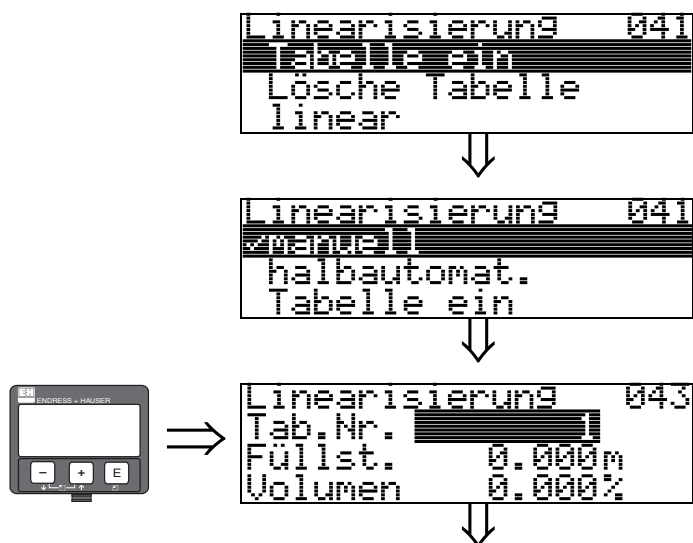 Linearisierung 041
Tabelle ein
Lösche Tabelle
linear
Linearisierung 041
✓manuell
halbautomat.
Tabelle ein
EH
ENDRESS + HAUSER
- + E
Linearisierung 043
Tab.Nr. 1
Füllst. 0.000m
Volumen 0.000%